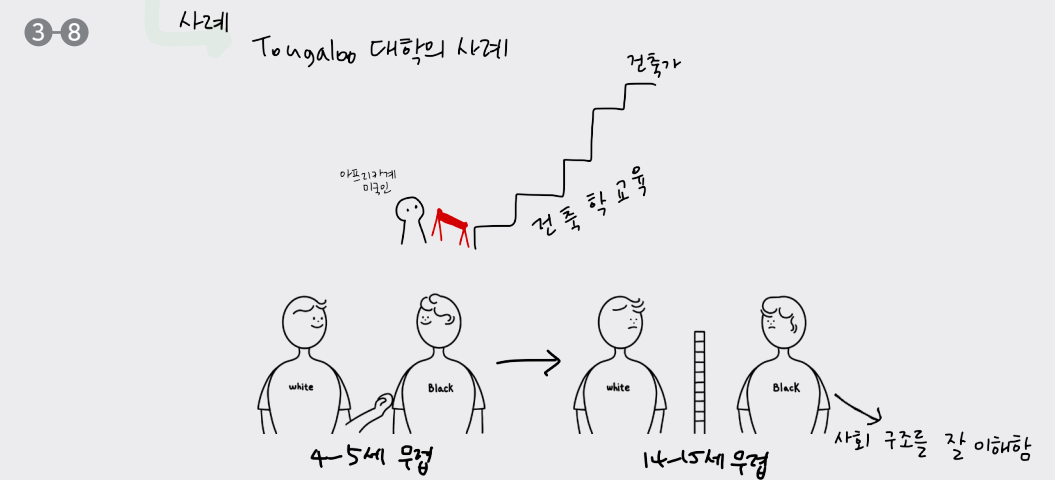 3-8
사례
Tougaloo 대학의 사례
건축가
아프리카계
미국인
건축학교육
white
Black
white
Black
4-5세 무렵
14-15세 무렵
사회 구조를 잘 이해함